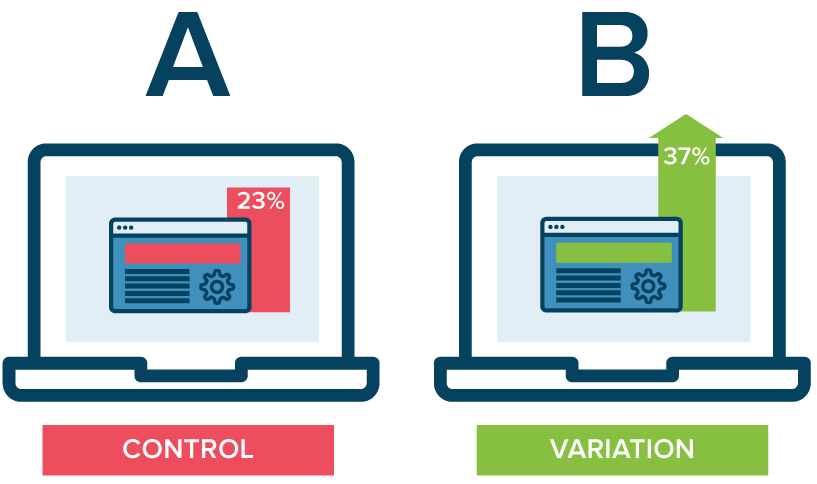 A
B
23%
37%
CONTROL
VARIATION